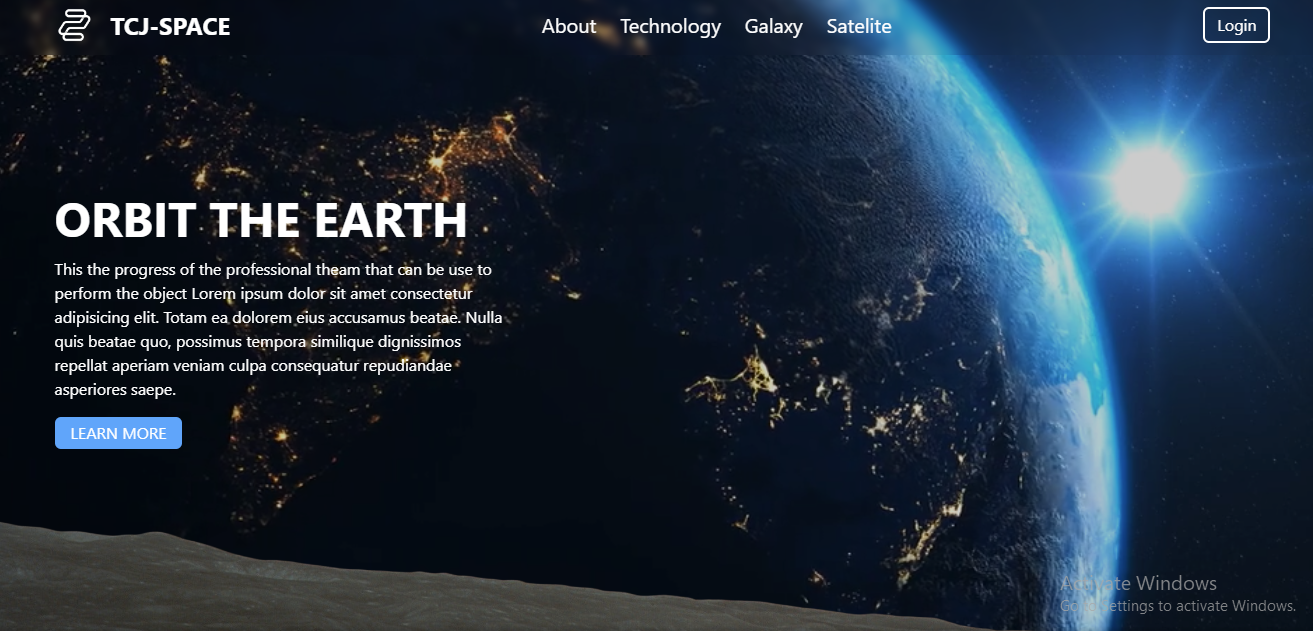 TCJ-SPACE
About Technology Galaxy Satelite
Login
ORBIT THE EARTH
This the progress of the professional theam that can be use to
perform the object Lorem ipsum dolor sit amet consectetur
adipisicing elit. Totam ea dolorem eius accusamus beatae. Nulla
quis beatae quo, possimus tempora similique dignissimos
repellat aperiam veniam culpa consequatur repudiandae
asperiores saepe.
LEARN MORE
Activate Windows
Go to Settings to activate Windows.